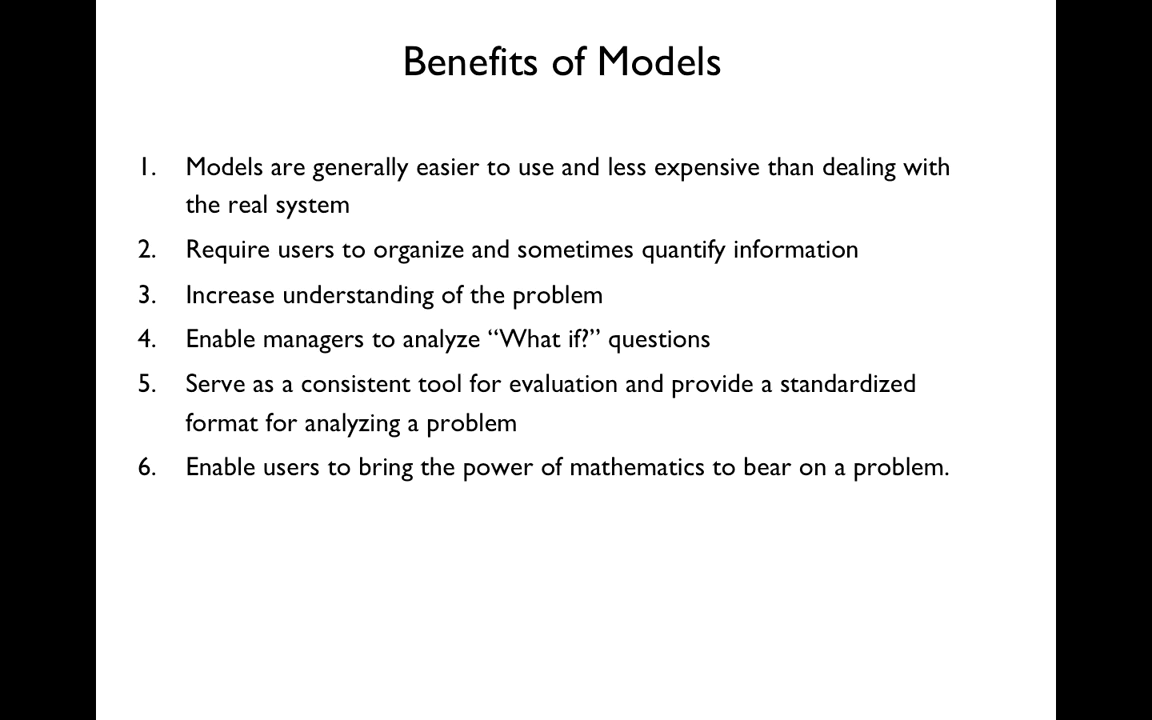 Benefits of Models
1. Models are generally easier to use and less expensive than dealing with
the real system
2. Require users to organize and sometimes quantify information
3. Increase understanding of the problem
4. Enable managers to analyze “What if?” questions
5. Serve as a consistent tool for evaluation and provide a standardized
format for analyzing a problem
6. Enable users to bring the power of mathematics to bear on a problem.